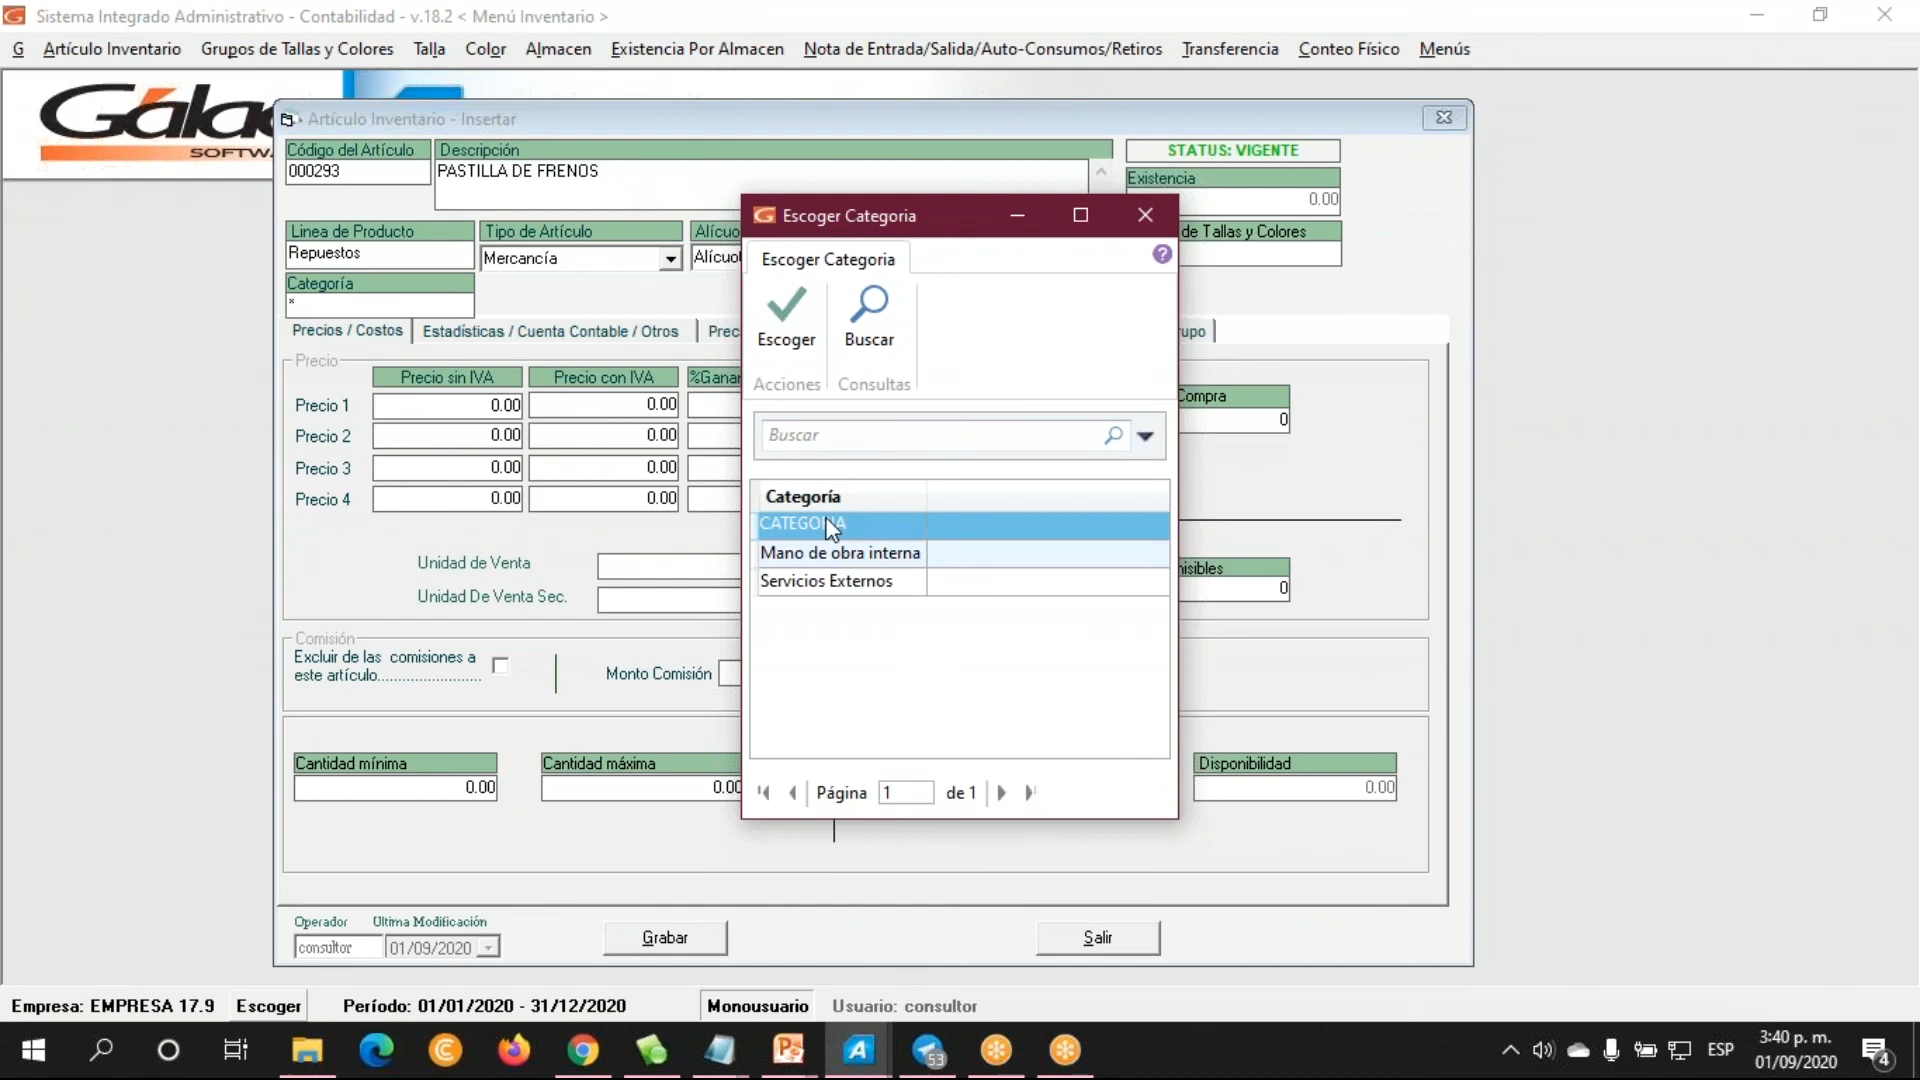 Sistema Integrado Administrativo - Contabilidad - v.18.2 < Menú Inventario >
G Artículo Inventario Grupos de Tallas y Colores Talla Color Almacen Existencia Por Almacen Nota de Entrada/Salida/Auto-Consumos/Retiros Transferencia Conteo Físico Menús
Artículo Inventario - Insertar
Código del Artículo Descripción STATUS: VIGENTE
000293 PASTILLA DE FRENOS
Existencia
0.00
Linea de Producto Tipo de Artículo de Tallas y Colores
Repuestos Mercancía
Categoría
*
Precios / Costos Estadísticas / Cuenta Contable / Otros
Precio
Precio sin IVA Precio con IVA
Precio 1 0.00 0.00
Precio 2 0.00 0.00
Precio 3 0.00 0.00
Precio 4 0.00 0.00
Compra
0
Unidad de Venta
Unidad De Venta Sec.
0
Comisión
Excluir de las comisiones a
este artículo........................
Monto Comisión
Cantidad mínima Cantidad máxima Disponibilidad
0.00 0.00 0.00
Operador Ultima Modificación
consultor 01/09/2020
Grabar Salir
Escoger Categoria
Escoger Categoria
Escoger Buscar
Acciones Consultas
Buscar
Categoría
CATEGORIA
Mano de obra interna
Servicios Externos
Página 1 de 1
Empresa: EMPRESA 17.9 Escoger Período: 01/01/2020 - 31/12/2020 Monousuario Usuario: consultor
53
ESP
3:40 p. m.
01/09/2020
4